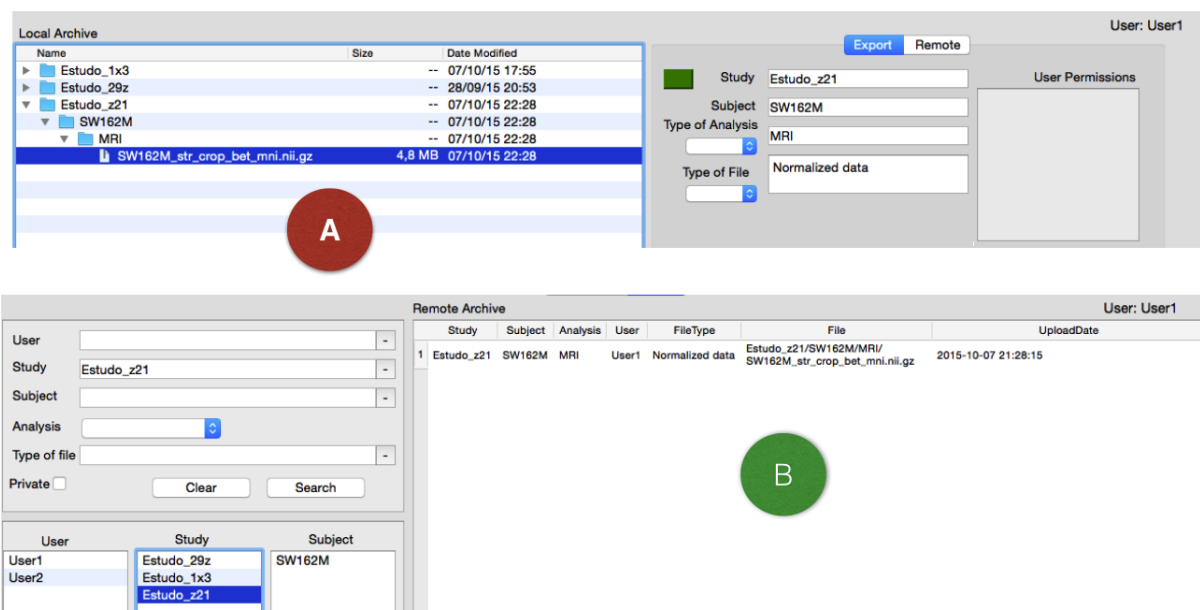 User: User1
Local Archive
Export Remote
Name Size Date Modified
Estudo_1x3 -- 07/10/15 17:55
Estudo_29z -- 28/09/15 20:53
Estudo_z21 -- 07/10/15 22:28
SW162M -- 07/10/15 22:28
MRI -- 07/10/15 22:28
SW162M_str_crop_bet_mni.nii.gz 4,8 MB 07/10/15 22:28
A
Study Estudo_z21 User Permissions
Subject SW162M
Type of Analysis
MRI
Type of File Normalized data
Remote Archive User: User1
User -
Study Estudo_z21 -
Subject -
Analysis
Type of file -
Private
Clear Search
Study Subject Analysis User FileType File UploadDate
1 Estudo_z21 SW162M MRI User1 Normalized data Estudo_z21/SW162M/MRI/ 2015-10-07 21:28:15
SW162M_str_crop_bet_mni.nii.gz
B
User Study Subject
User1 Estudo_29z SW162M
User2 Estudo_1x3
Estudo_z21